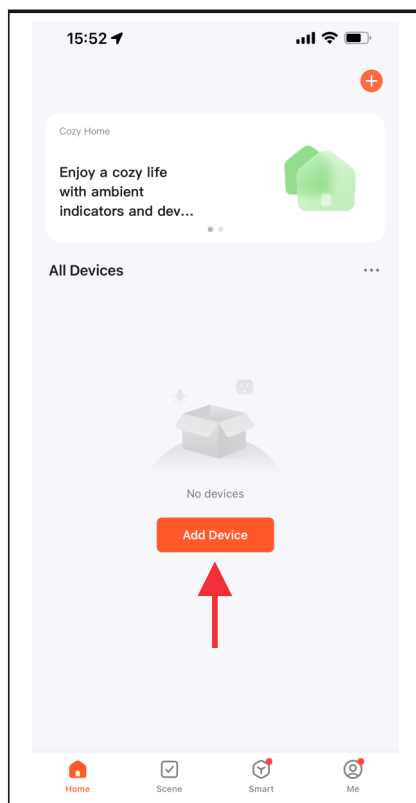 15:52
Cozy Home
Enjoy a cozy life
with ambient
indicators and dev...
All Devices
No devices
Add Device
Home Scene Smart Me